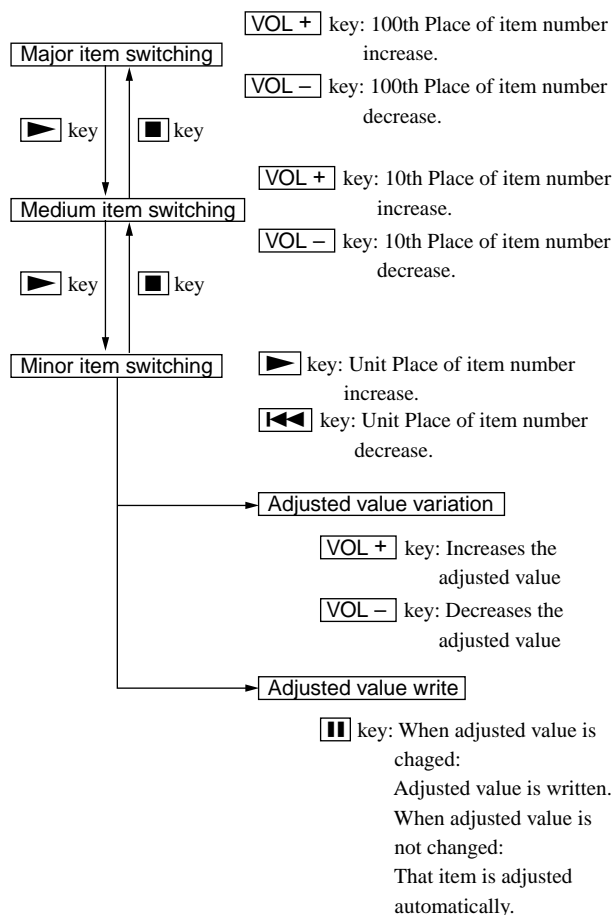 VOL + key: 100th Place of item number
increase.
Major item switching
VOL – key: 100th Place of item number
decrease.
▶ key
■ key
VOL + key: 10th Place of item number
increase.
Medium item switching
VOL – key: 10th Place of item number
decrease.
▶ key
■ key
Minor item switching
▶ key: Unit Place of item number
increase.
I◀◀ key: Unit Place of item number
decrease.
Adjusted value variation
VOL + key: Increases the
adjusted value
VOL – key: Decreases the
adjusted value
Adjusted value write
❚❚ key: When adjusted value is
chaged:
Adjusted value is written.
When adjusted value is
not changed:
That item is adjusted
automatically.